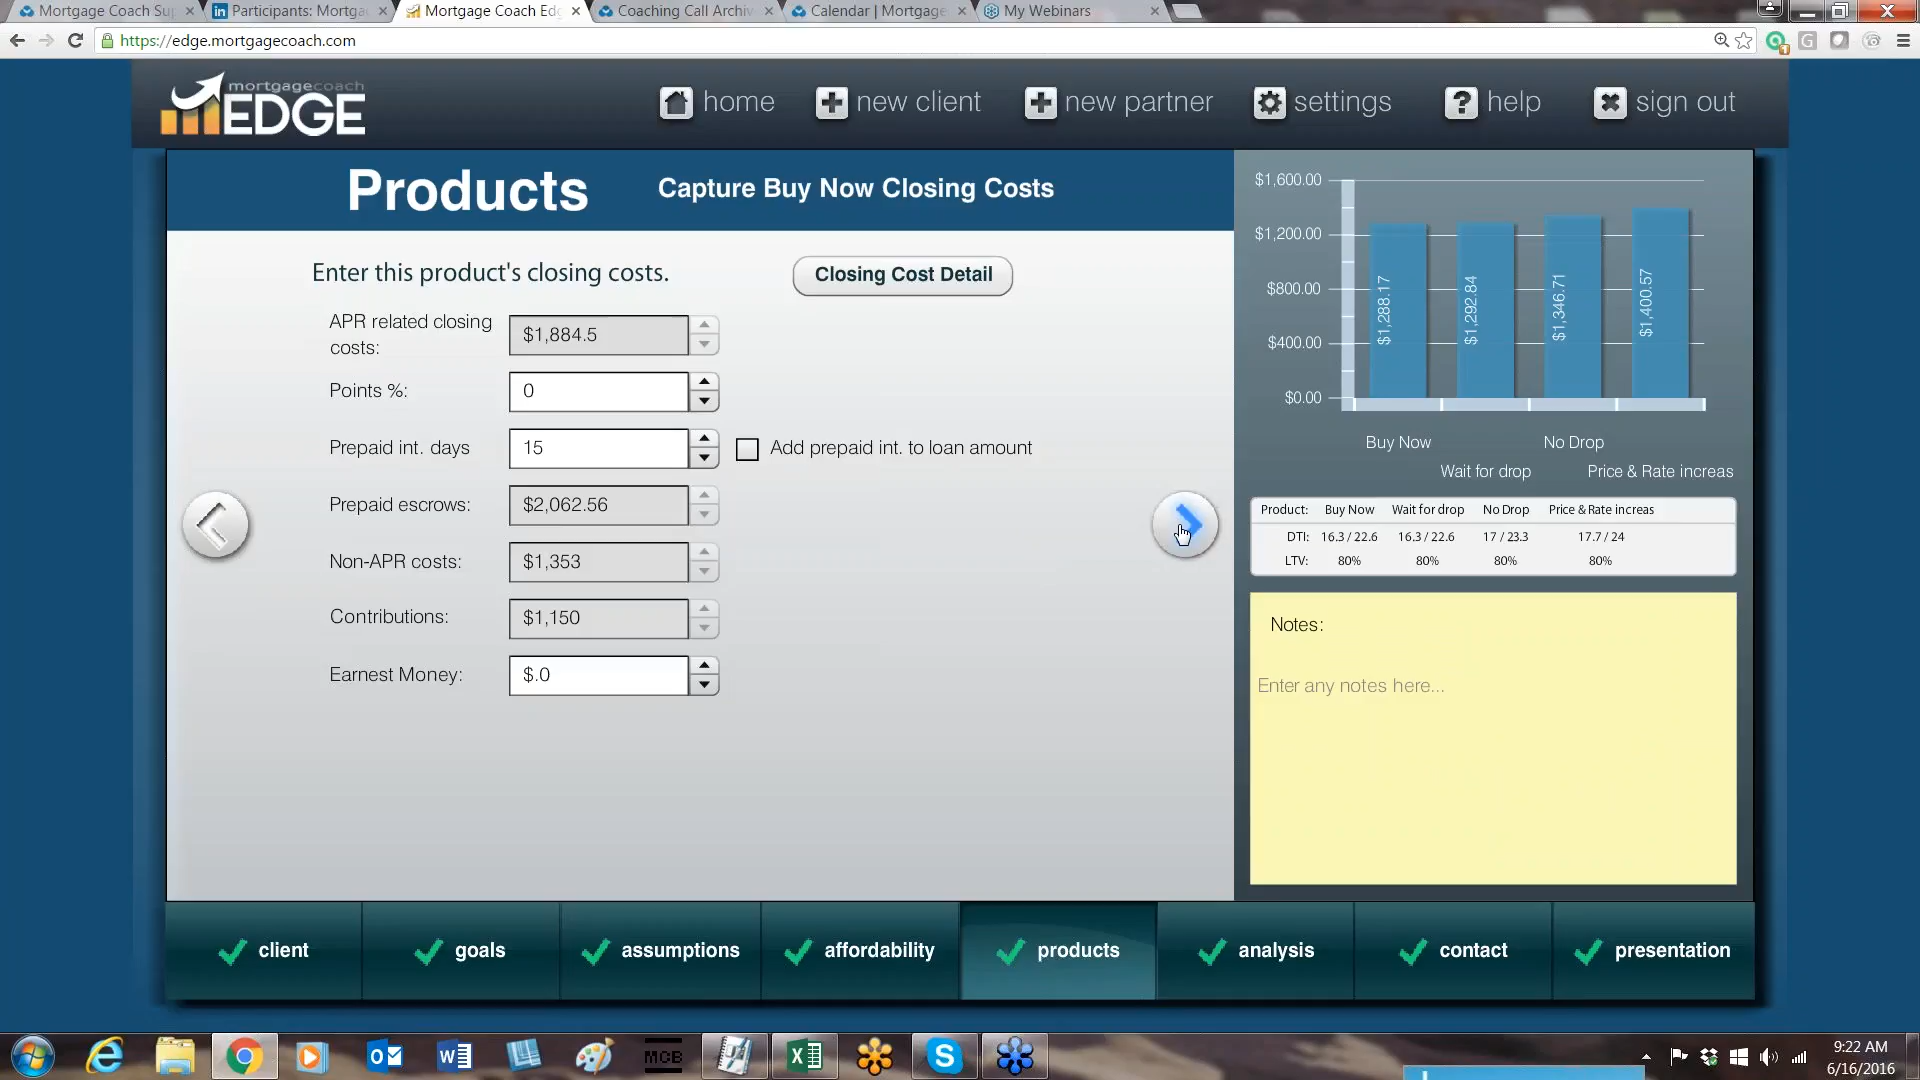 Mortgage Coach Sup
Participants: Mortga
Mortgage Coach Edg
Coaching Call Archiv
Calendar | Mortgage
My Webinars
https://edge.mortgagecoach.com
mortgagecoach
EDGE
home
new client
new partner
settings
help
sign out
Products
Capture Buy Now Closing Costs
Enter this product's closing costs.
Closing Cost Detail
APR related closing
costs:
$1,884.5
Points %:
0
Prepaid int. days
15
Add prepaid int. to loan amount
Prepaid escrows:
$2,062.56
Non-APR costs:
$1,353
Contributions:
$1,150
Earnest Money:
$.0
$1,600.00
$1,200.00
$800.00
$400.00
$0.00
$1,288.17
$1,292.84
$1,346.71
$1,400.57
Buy Now
No Drop
Wait for drop
Price & Rate increas
Product: Buy Now Wait for drop No Drop Price & Rate increas
DTI: 16.3 / 22.6 16.3 / 22.6 17 / 23.3 17.7 / 24
LTV: 80% 80% 80% 80%
Notes:
Enter any notes here...
client
goals
assumptions
affordability
products
analysis
contact
presentation
MCB
9:22 AM
6/16/2016